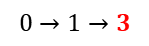 0 → 1 → 3